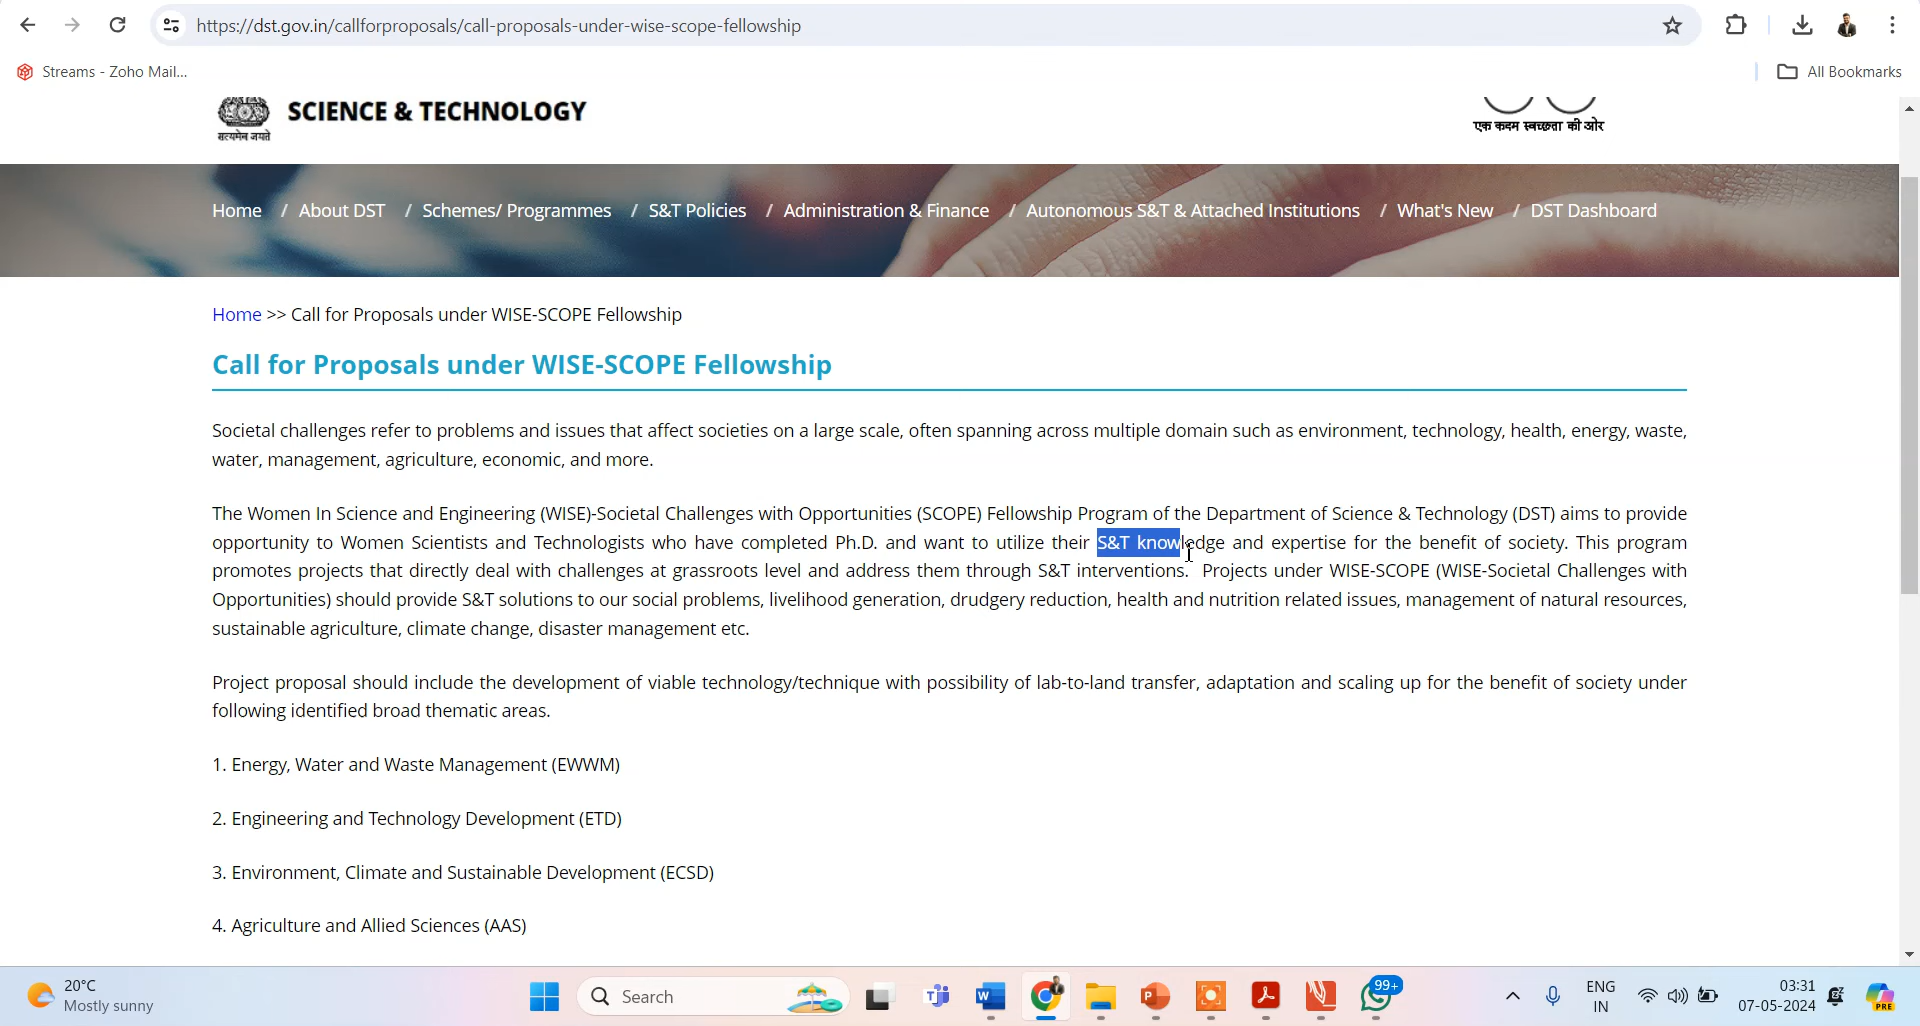 https://dst.gov.in/callforproposals/call-proposals-under-wise-scope-fellowship
Streams - Zoho Mail...
All Bookmarks
सत्यमेव जयते
SCIENCE & TECHNOLOGY
एक कदम स्वच्छता की ओर
Home / About DST / Schemes/ Programmes / S&T Policies / Administration & Finance / Autonomous S&T & Attached Institutions / What's New / DST Dashboard
Home >> Call for Proposals under WISE-SCOPE Fellowship
Call for Proposals under WISE-SCOPE Fellowship
Societal challenges refer to problems and issues that affect societies on a large scale, often spanning across multiple domain such as environment, technology, health, energy, waste,
water, management, agriculture, economic, and more.
The Women In Science and Engineering (WISE)-Societal Challenges with Opportunities (SCOPE) Fellowship Program of the Department of Science & Technology (DST) aims to provide
opportunity to Women Scientists and Technologists who have completed Ph.D. and want to utilize their S&T knowledge and expertise for the benefit of society. This program
promotes projects that directly deal with challenges at grassroots level and address them through S&T interventions. Projects under WISE-SCOPE (WISE-Societal Challenges with
Opportunities) should provide S&T solutions to our social problems, livelihood generation, drudgery reduction, health and nutrition related issues, management of natural resources,
sustainable agriculture, climate change, disaster management etc.
Project proposal should include the development of viable technology/technique with possibility of lab-to-land transfer, adaptation and scaling up for the benefit of society under
following identified broad thematic areas.
1. Energy, Water and Waste Management (EWWM)
2. Engineering and Technology Development (ETD)
3. Environment, Climate and Sustainable Development (ECSD)
4. Agriculture and Allied Sciences (AAS)
20°C
Mostly sunny
Search
99+
ENG
IN
03:31
07-05-2024
PRE